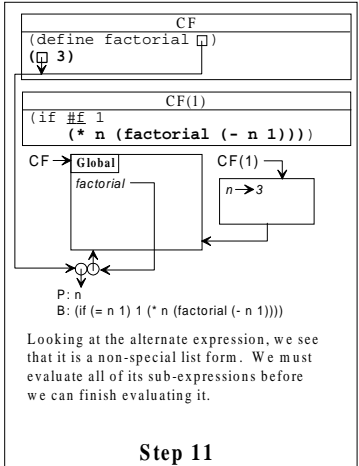 CF
(define factorial )
( 3)
CF(1)
(if #f 1
(* n (factorial (- n 1))))
CF Global CF(1)
factorial
n 3
P: n
B: (if (= n 1) 1 (* n (factorial (- n 1))))
Looking at the alternate expression, we see
that it is a non-special list form. We must
evaluate all of its sub-expressions before
we can finish evaluating it.
Step 11